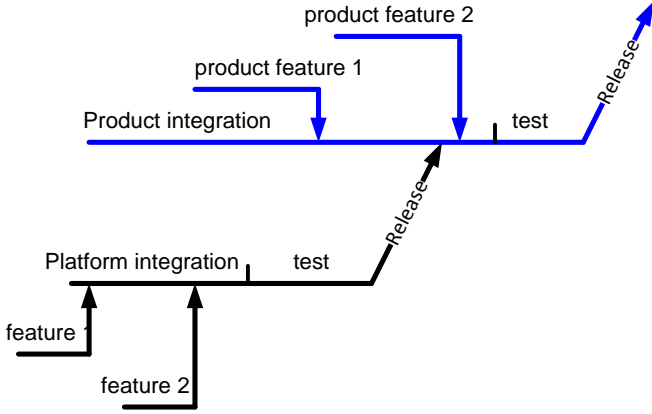 product feature 2
product feature 1
Release
Product integration
test
Release
Platform integration
test
feature 1
feature 2